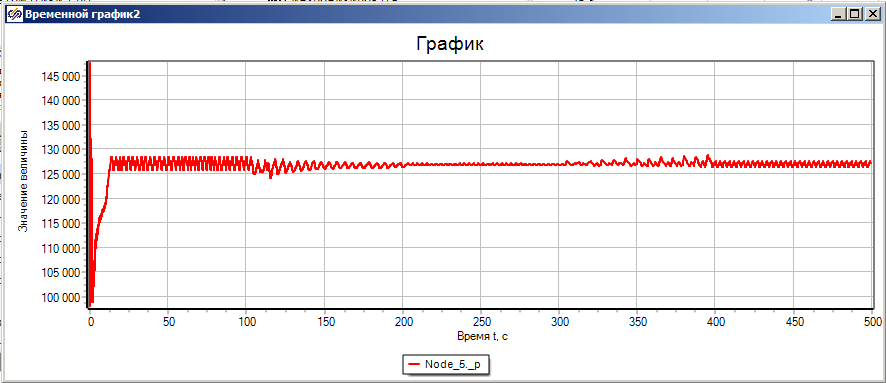 Временной график2
График
Значение величины
145 000
140 000
135 000
130 000
125 000
120 000
115 000
110 000
105 000
100 000
0 50 100 150 200 250 300 350 400 450 500
Время t, с
Node_5._p